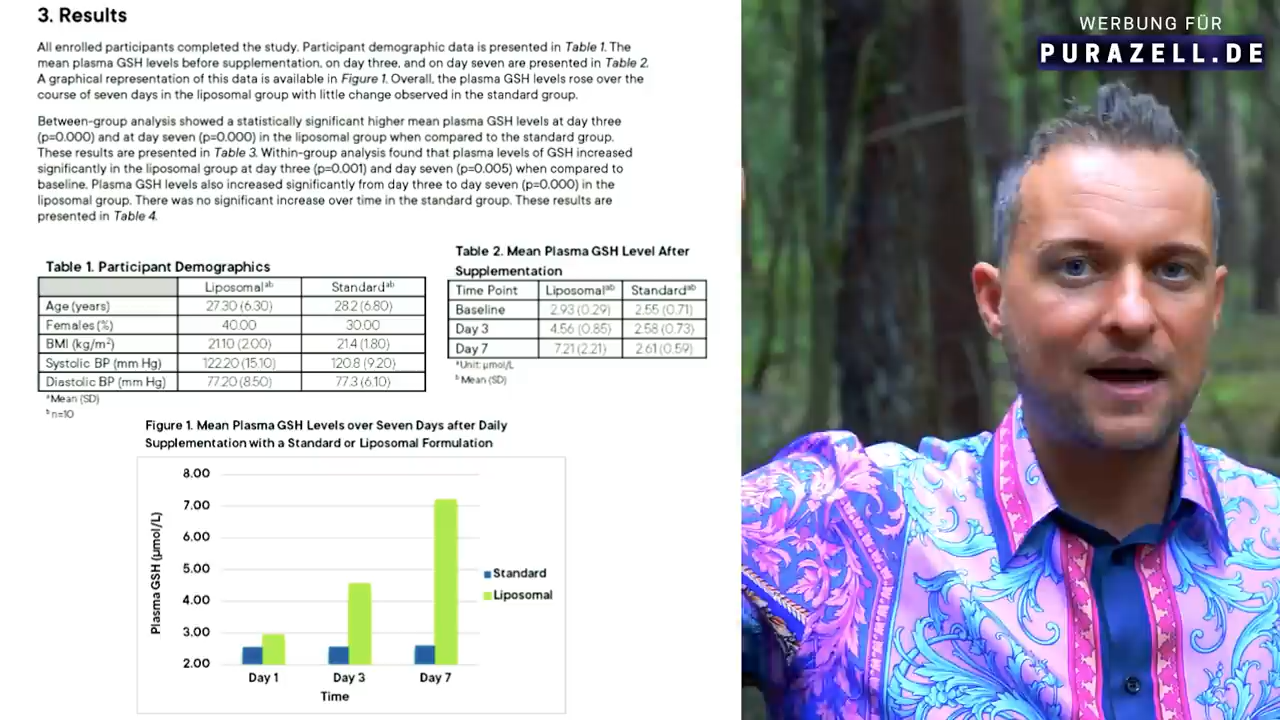 3. Results
All enrolled participants completed the study. Participant demographic data is presented in Table 1. The
mean plasma GSH levels before supplementation, on day three, and on day seven are presented in Table 2.
A graphical representation of this data is available in Figure 1. Overall, the plasma GSH levels rose over the
course of seven days in the liposomal group with little change observed in the standard group.
Between-group analysis showed a statistically significant higher mean plasma GSH levels at day three
(p=0.000) and at day seven (p=0.000) in the liposomal group when compared to the standard group.
These results are presented in Table 3. Within-group analysis found that plasma levels of GSH increased
significantly in the liposomal group at day three (p=0.001) and day seven (p=0.005) when compared to
baseline. Plasma GSH levels also increased significantly from day three to day seven (p=0.000) in the
liposomal group. There was no significant increase over time in the standard group. These results are
presented in Table 4.
Table 1. Participant Demographics
Liposomalᵃᵇ Standardᵃᵇ
Age (years) 27.30 (6.30) 28.2 (6.80)
Females (%) 40.00 30.00
BMI (kg/m²) 21.10 (2.00) 21.4 (1.80)
Systolic BP (mm Hg) 122.20 (15.10) 120.8 (9.20)
Diastolic BP (mm Hg) 77.20 (8.50) 77.3 (6.10)
ᵃMean (SD)
ᵇn=10
Table 2. Mean Plasma GSH Level After
Supplementation
Time Point Liposomalᵃᵇ Standardᵃᵇ
Baseline 2.93 (0.29) 2.55 (0.71)
Day 3 4.56 (0.85) 2.58 (0.73)
Day 7 7.21 (2.21) 2.61 (0.59)
ᵃUnit: µmol/L
ᵇMean (SD)
Figure 1. Mean Plasma GSH Levels over Seven Days after Daily
Supplementation with a Standard or Liposomal Formulation
Plasma GSH (µmol/L)
8.00
7.00
6.00
5.00
4.00
3.00
2.00
Day 1 Day 3 Day 7
Time
Standard
Liposomal
WERBUNG FÜR
PURAZELL.DE